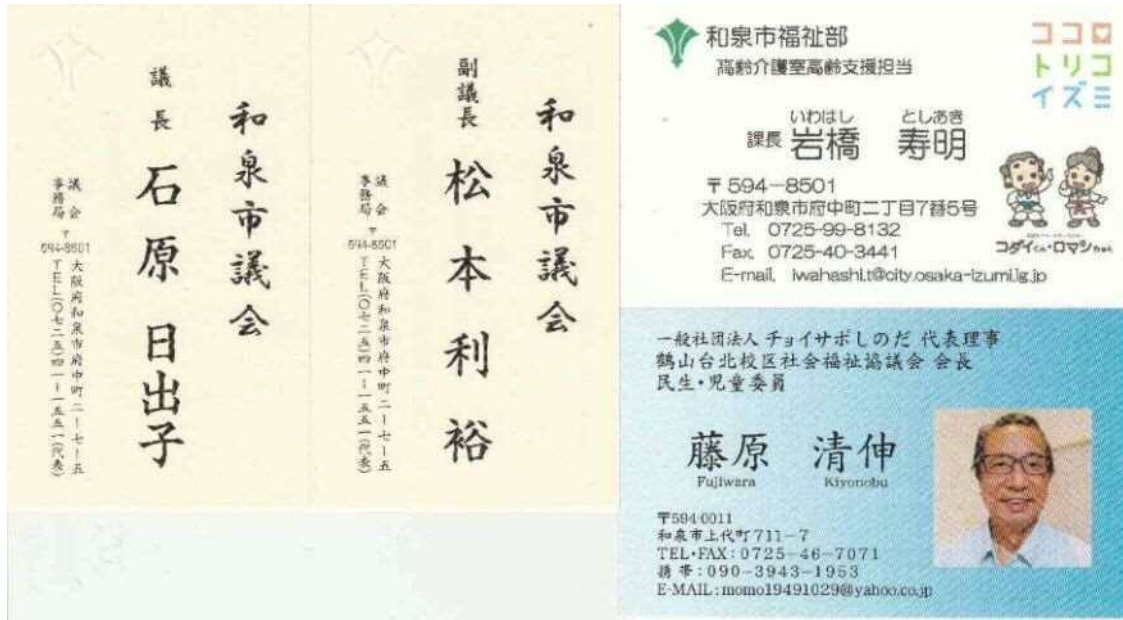 和泉市議会
議長 石原 日出子
議会事務局
〒594-8501 大阪府和泉市府中町二ー七ー五
TEL(〇七二五)四一ー一五五一(代表)
和泉市議会
副議長 松本利裕
議会事務局
〒594-8501 大阪府和泉市府中町二ー七ー五
TEL(〇七二五)四一ー一五五一(代表)
和泉市福祉部
高齢介護室高齢支援担当
ココロ
トリコ
イズミ
いわはし としあき
課長 岩橋 寿明
〒594-8501
大阪府和泉市府中町二丁目7番5号
Tel. 0725-99-8132
Fax. 0725-40-3441
E-mail. iwahashi.t@city.osaka-izumi.lg.jp
コダイくん・ロマンちゃん
一般社団法人 チョイサポしのだ 代表理事
鶴山台北校区社会福祉協議会 会長
民生・児童委員
藤原 清伸
Fujiwara Kiyonobu
〒594-0011
和泉市上代町711-7
TEL・FAX:0725-46-7071
携帯:090-3943-1953
E-MAIL:momo19491029@yahoo.co.jp